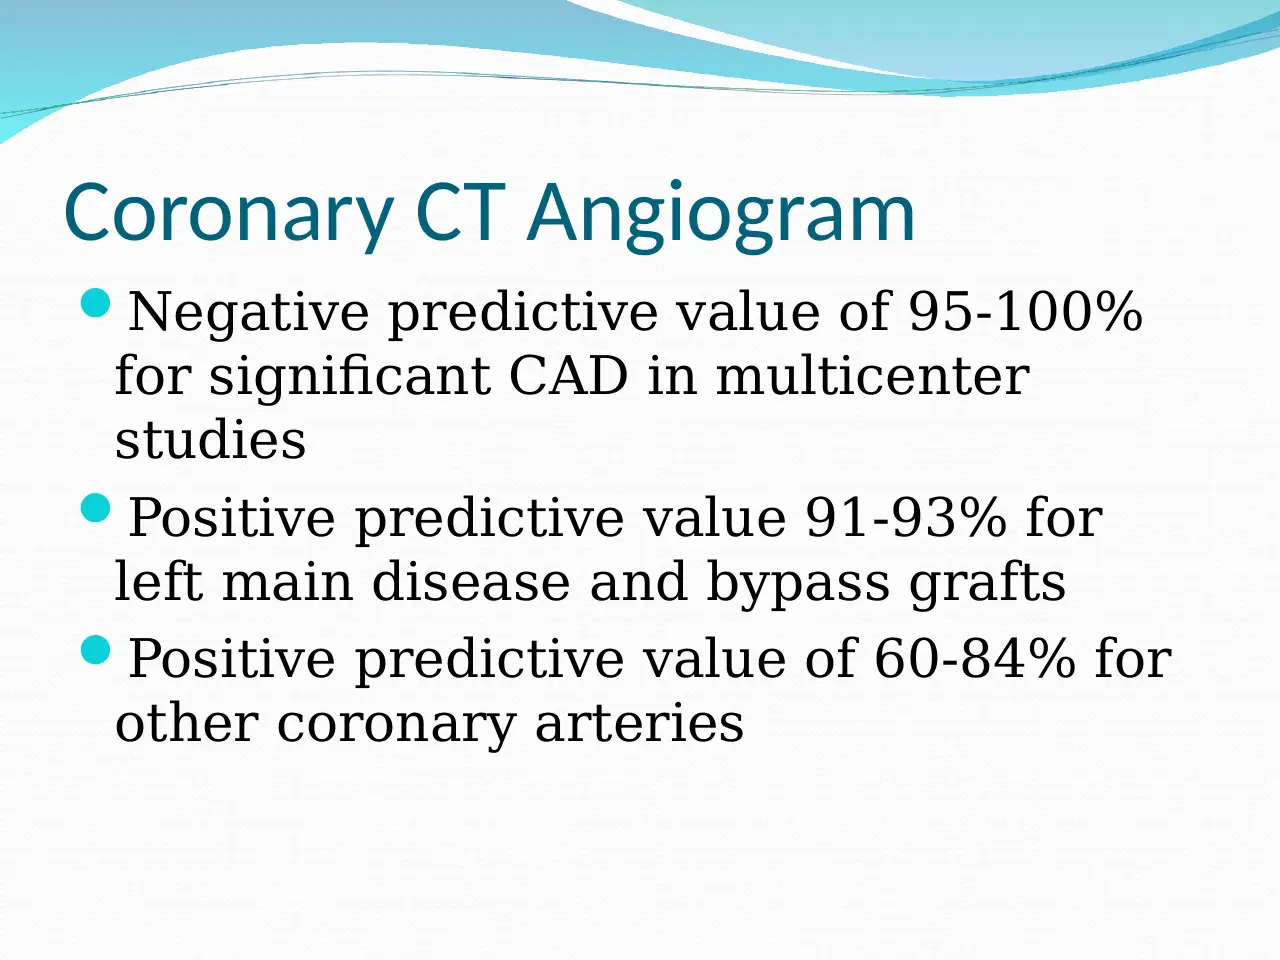 Coronary CT Angiogram
Negative predictive value of 95-100%
for significant CAD in multicenter
studies
Positive predictive value 91-93% for
left main disease and bypass grafts
Positive predictive value of 60-84% for
other coronary arteries